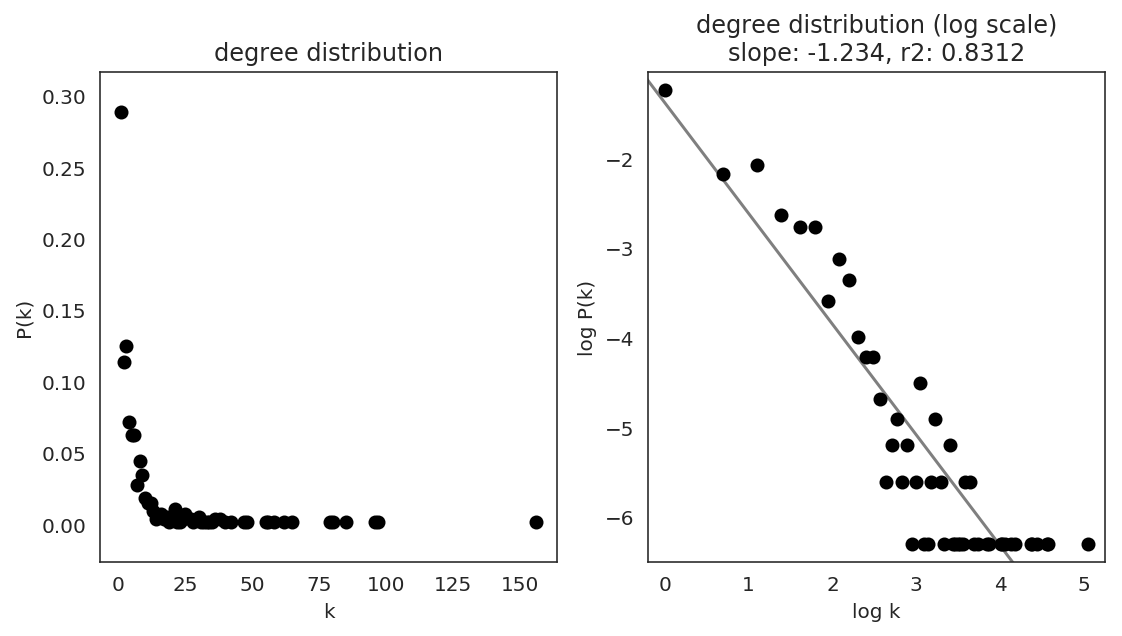 degree distribution
0.30
0.25
0.20
0.15
0.10
0.05
0.00
P(k)
0 25 50 75 100 125 150
k
degree distribution (log scale)
slope: -1.234, r2: 0.8312
−2
−3
−4
−5
−6
log P(k)
0 1 2 3 4 5
log k